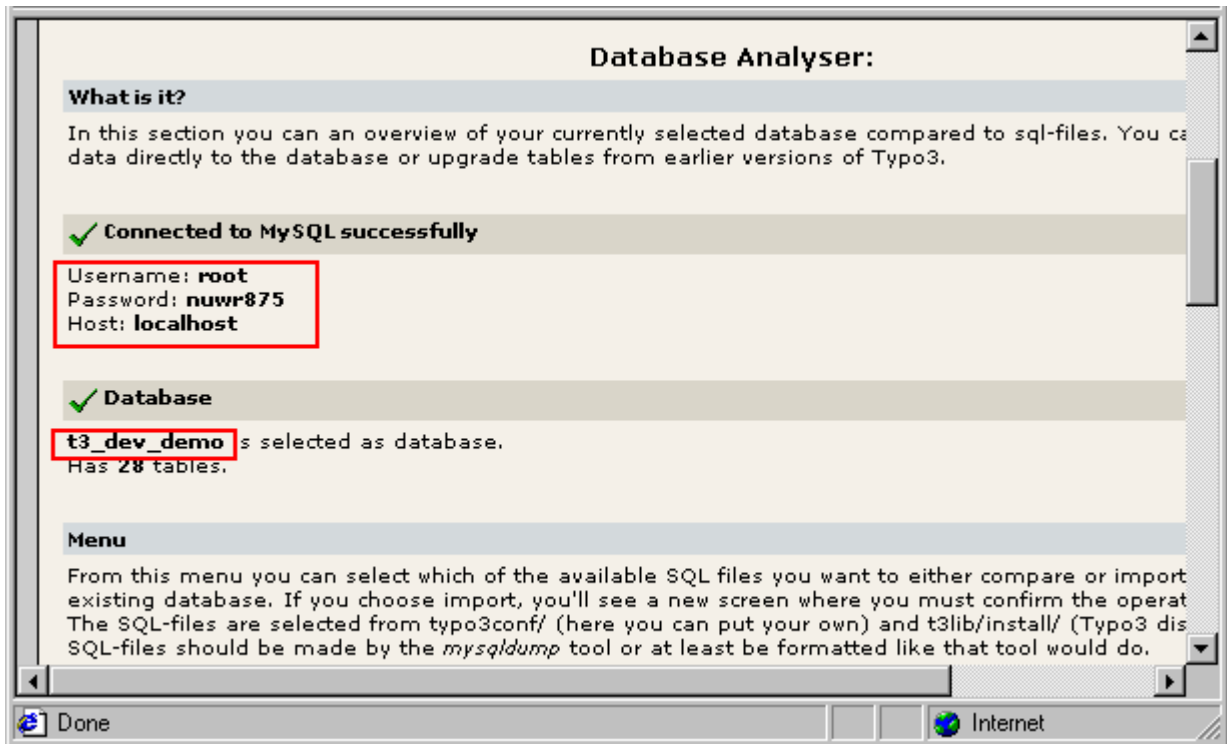 Database Analyser:
What is it?
In this section you can an overview of your currently selected database compared to sql-files. You ca
data directly to the database or upgrade tables from earlier versions of Typo3.
Connected to MySQL successfully
Username: root
Password: nuwr875
Host: localhost
Database
t3_dev_demo s selected as database.
Has 28 tables.
Menu
From this menu you can select which of the available SQL files you want to either compare or import
existing database. If you choose import, you'll see a new screen where you must confirm the operat
The SQL-files are selected from typo3conf/ (here you can put your own) and t3lib/install/ (Typo3 dis
SQL-files should be made by the mysqldump tool or at least be formatted like that tool would do.
Done
Internet